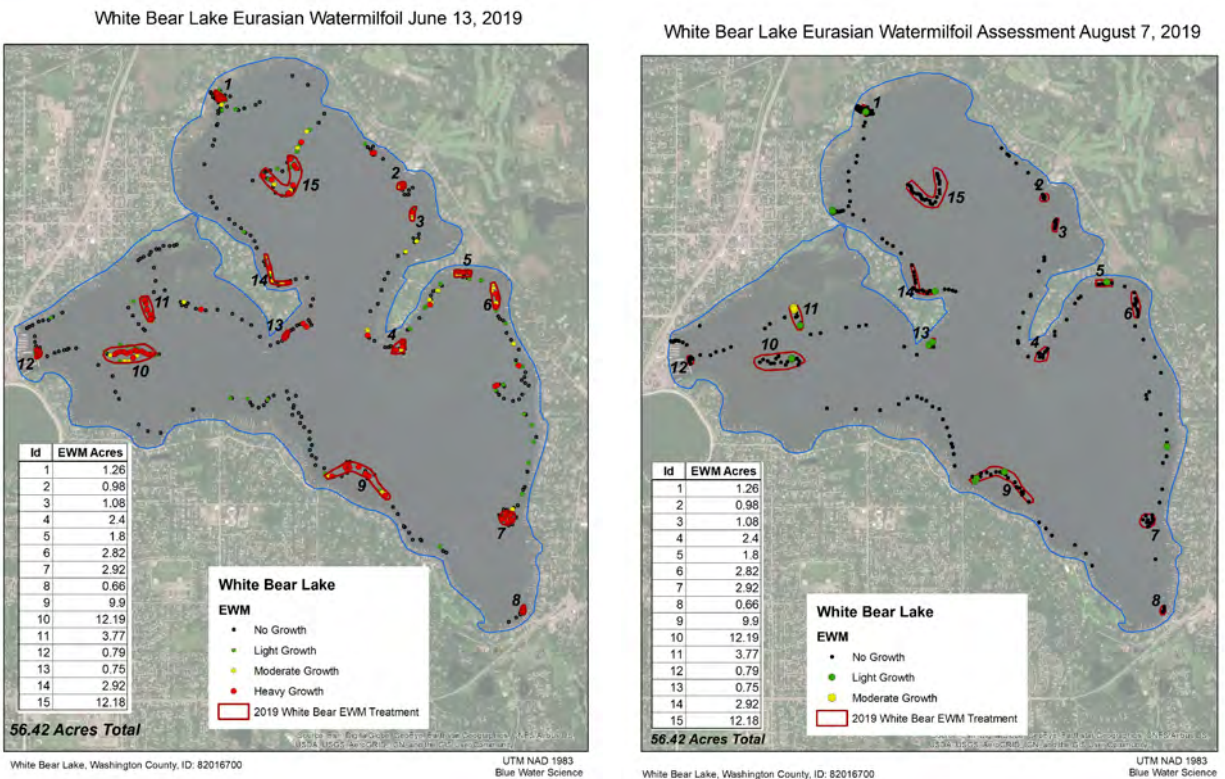 White Bear Lake Eurasian Watermilfoil June 13, 2019
1
15
2
3
5
14
6
11
13
4
12
10
9
7
8
Id EWM Acres
1 1.26
2 0.98
3 1.08
4 2.4
5 1.8
6 2.82
7 2.92
8 0.66
9 9.9
10 12.19
11 3.77
12 0.79
13 0.75
14 2.92
15 12.18
56.42 Acres Total
White Bear Lake
EWM
No Growth
Light Growth
Moderate Growth
Heavy Growth
2019 White Bear EWM Treatment
White Bear Lake, Washington County, ID: 82016700
UTM NAD 1983
Blue Water Science
White Bear Lake Eurasian Watermilfoil Assessment August 7, 2019
1
2
15
3
5
14
6
11
13
4
10
12
9
7
8
Id EWM Acres
1 1.26
2 0.98
3 1.08
4 2.4
5 1.8
6 2.82
7 2.92
8 0.66
9 9.9
10 12.19
11 3.77
12 0.79
13 0.75
14 2.92
15 12.18
56.42 Acres Total
White Bear Lake
EWM
No Growth
Light Growth
Moderate Growth
2019 White Bear EWM Treatment
White Bear Lake, Washington County, ID: 82016700
UTM NAD 1983
Blue Water Science